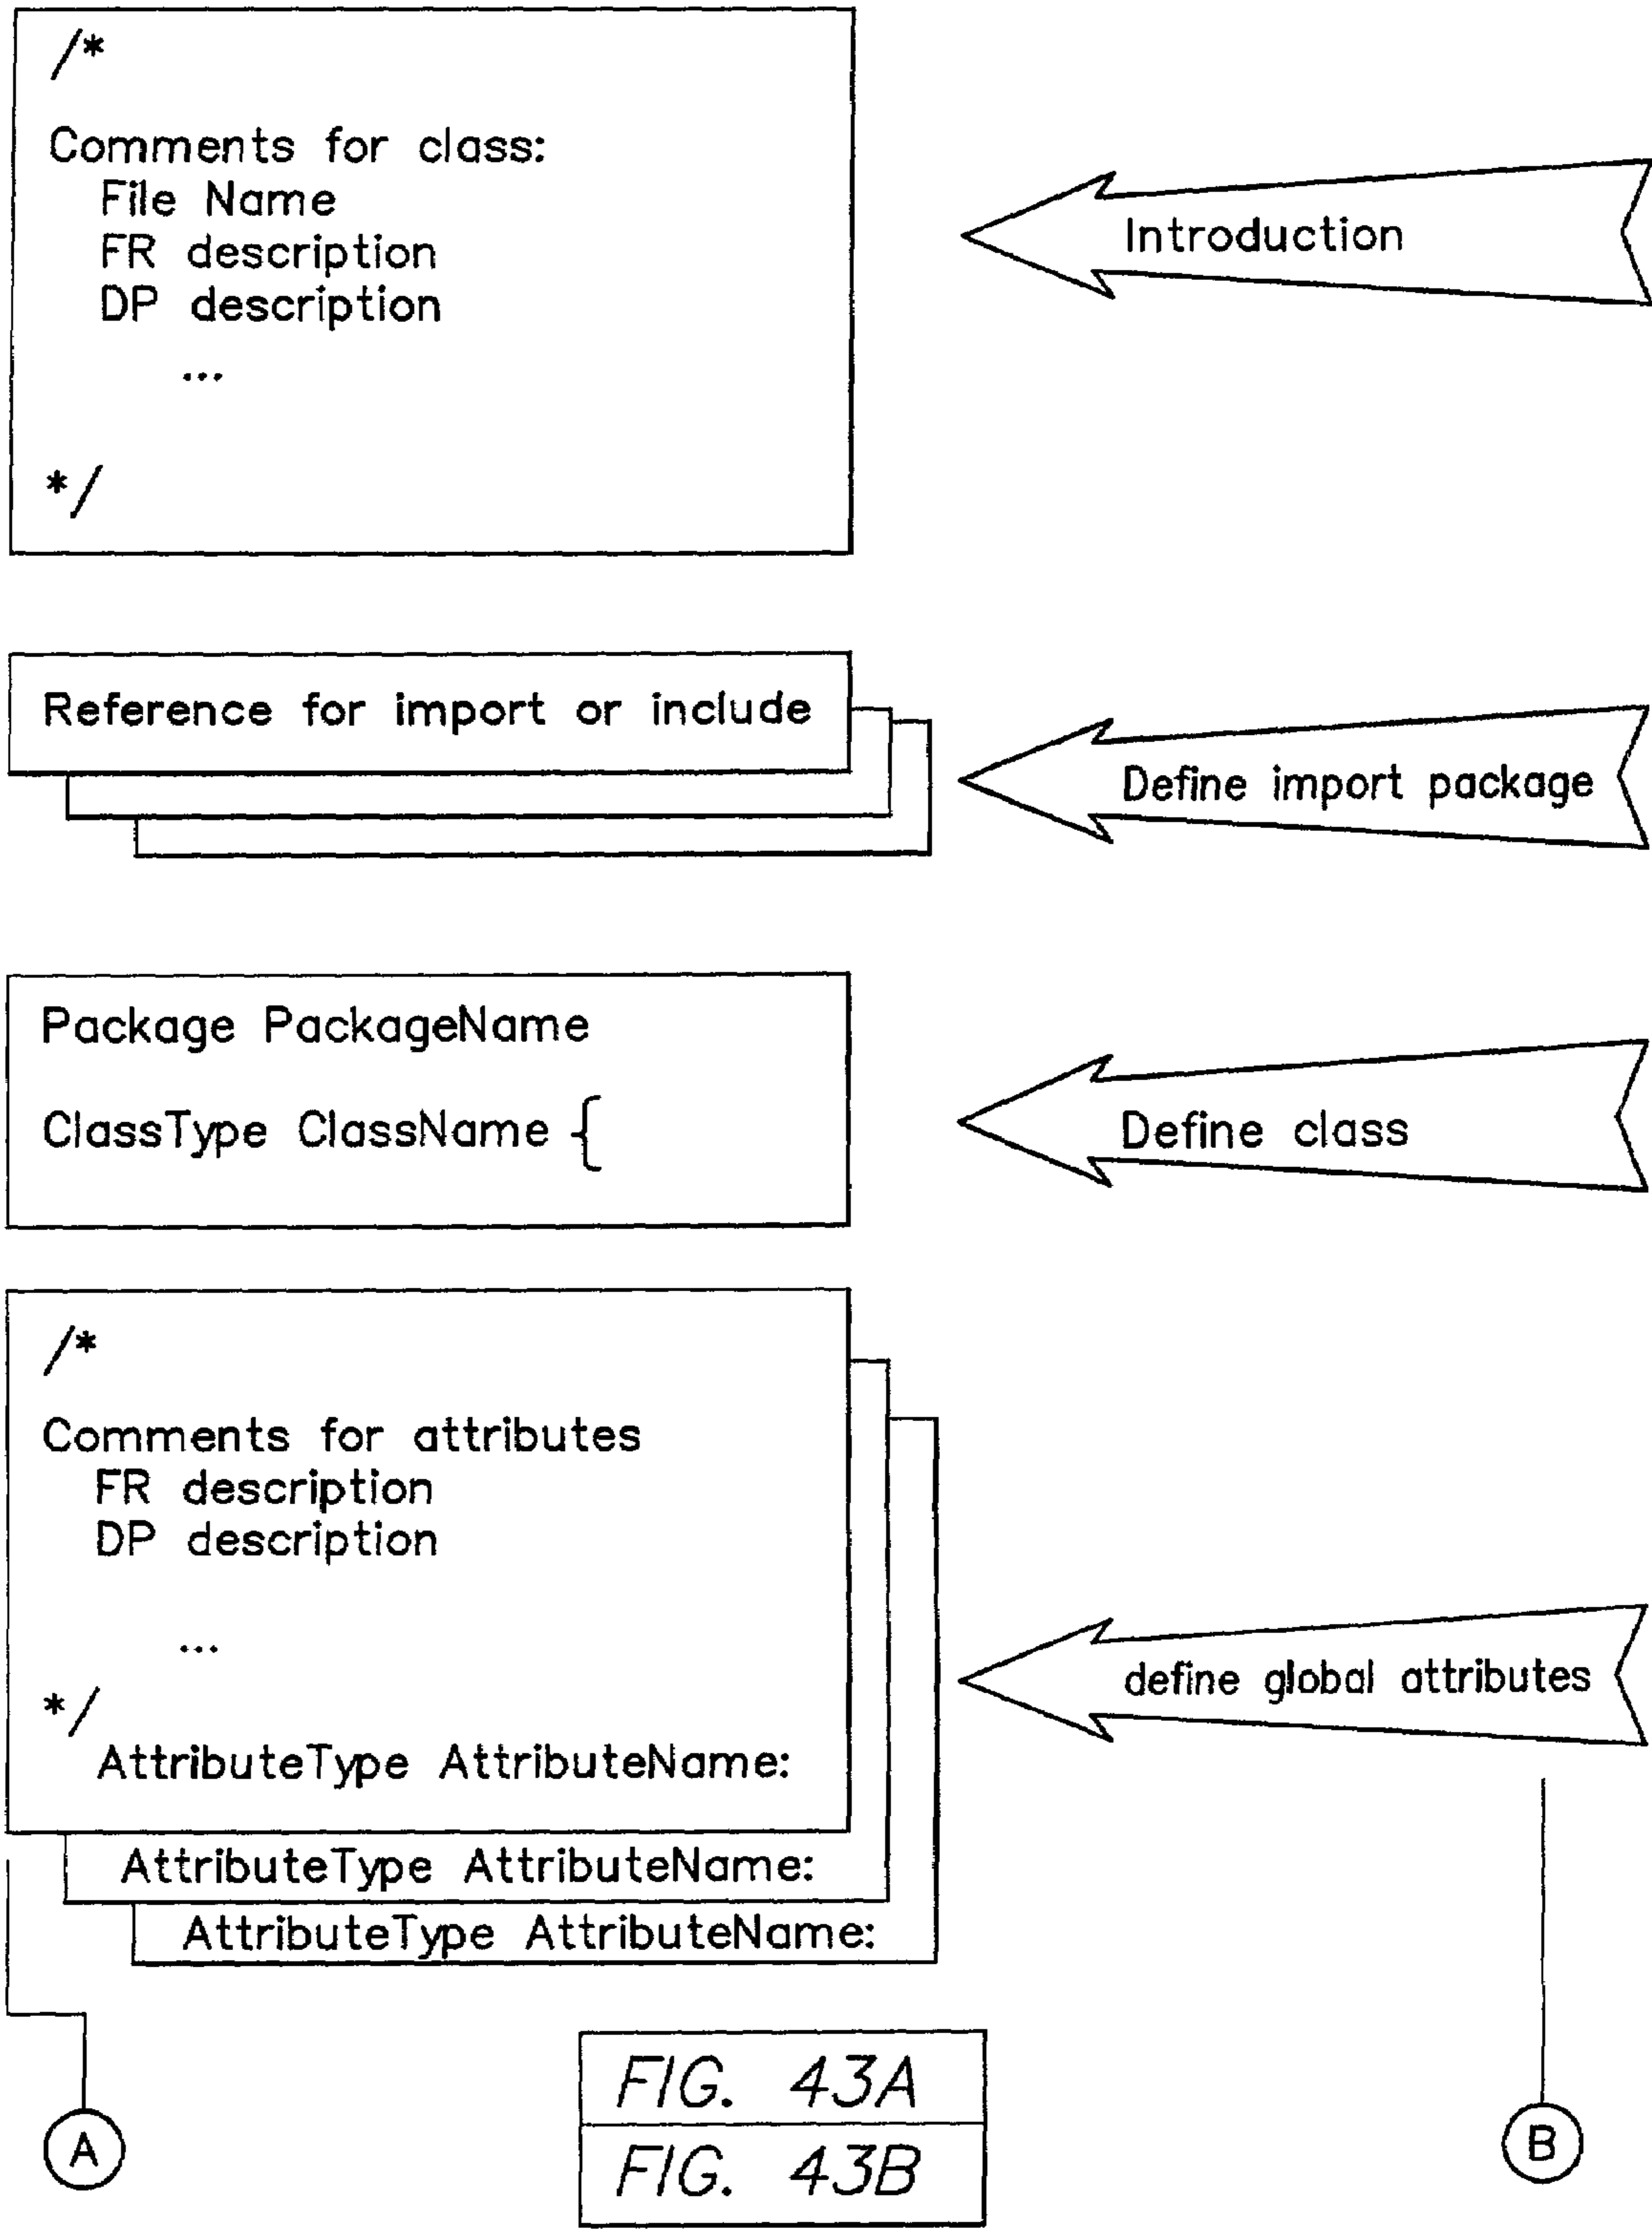 /*
Comments for class:
File Name
FR description
DP description
...
*/
Introduction
Reference for import or include
Define import package
Package PackageName
ClassType ClassName {
Define class
/*
Comments for attributes
FR description
DP description
...
*/
AttributeType AttributeName:
AttributeType AttributeName:
AttributeType AttributeName:
define global attributes
A
FIG. 43A
FIG. 43B
B